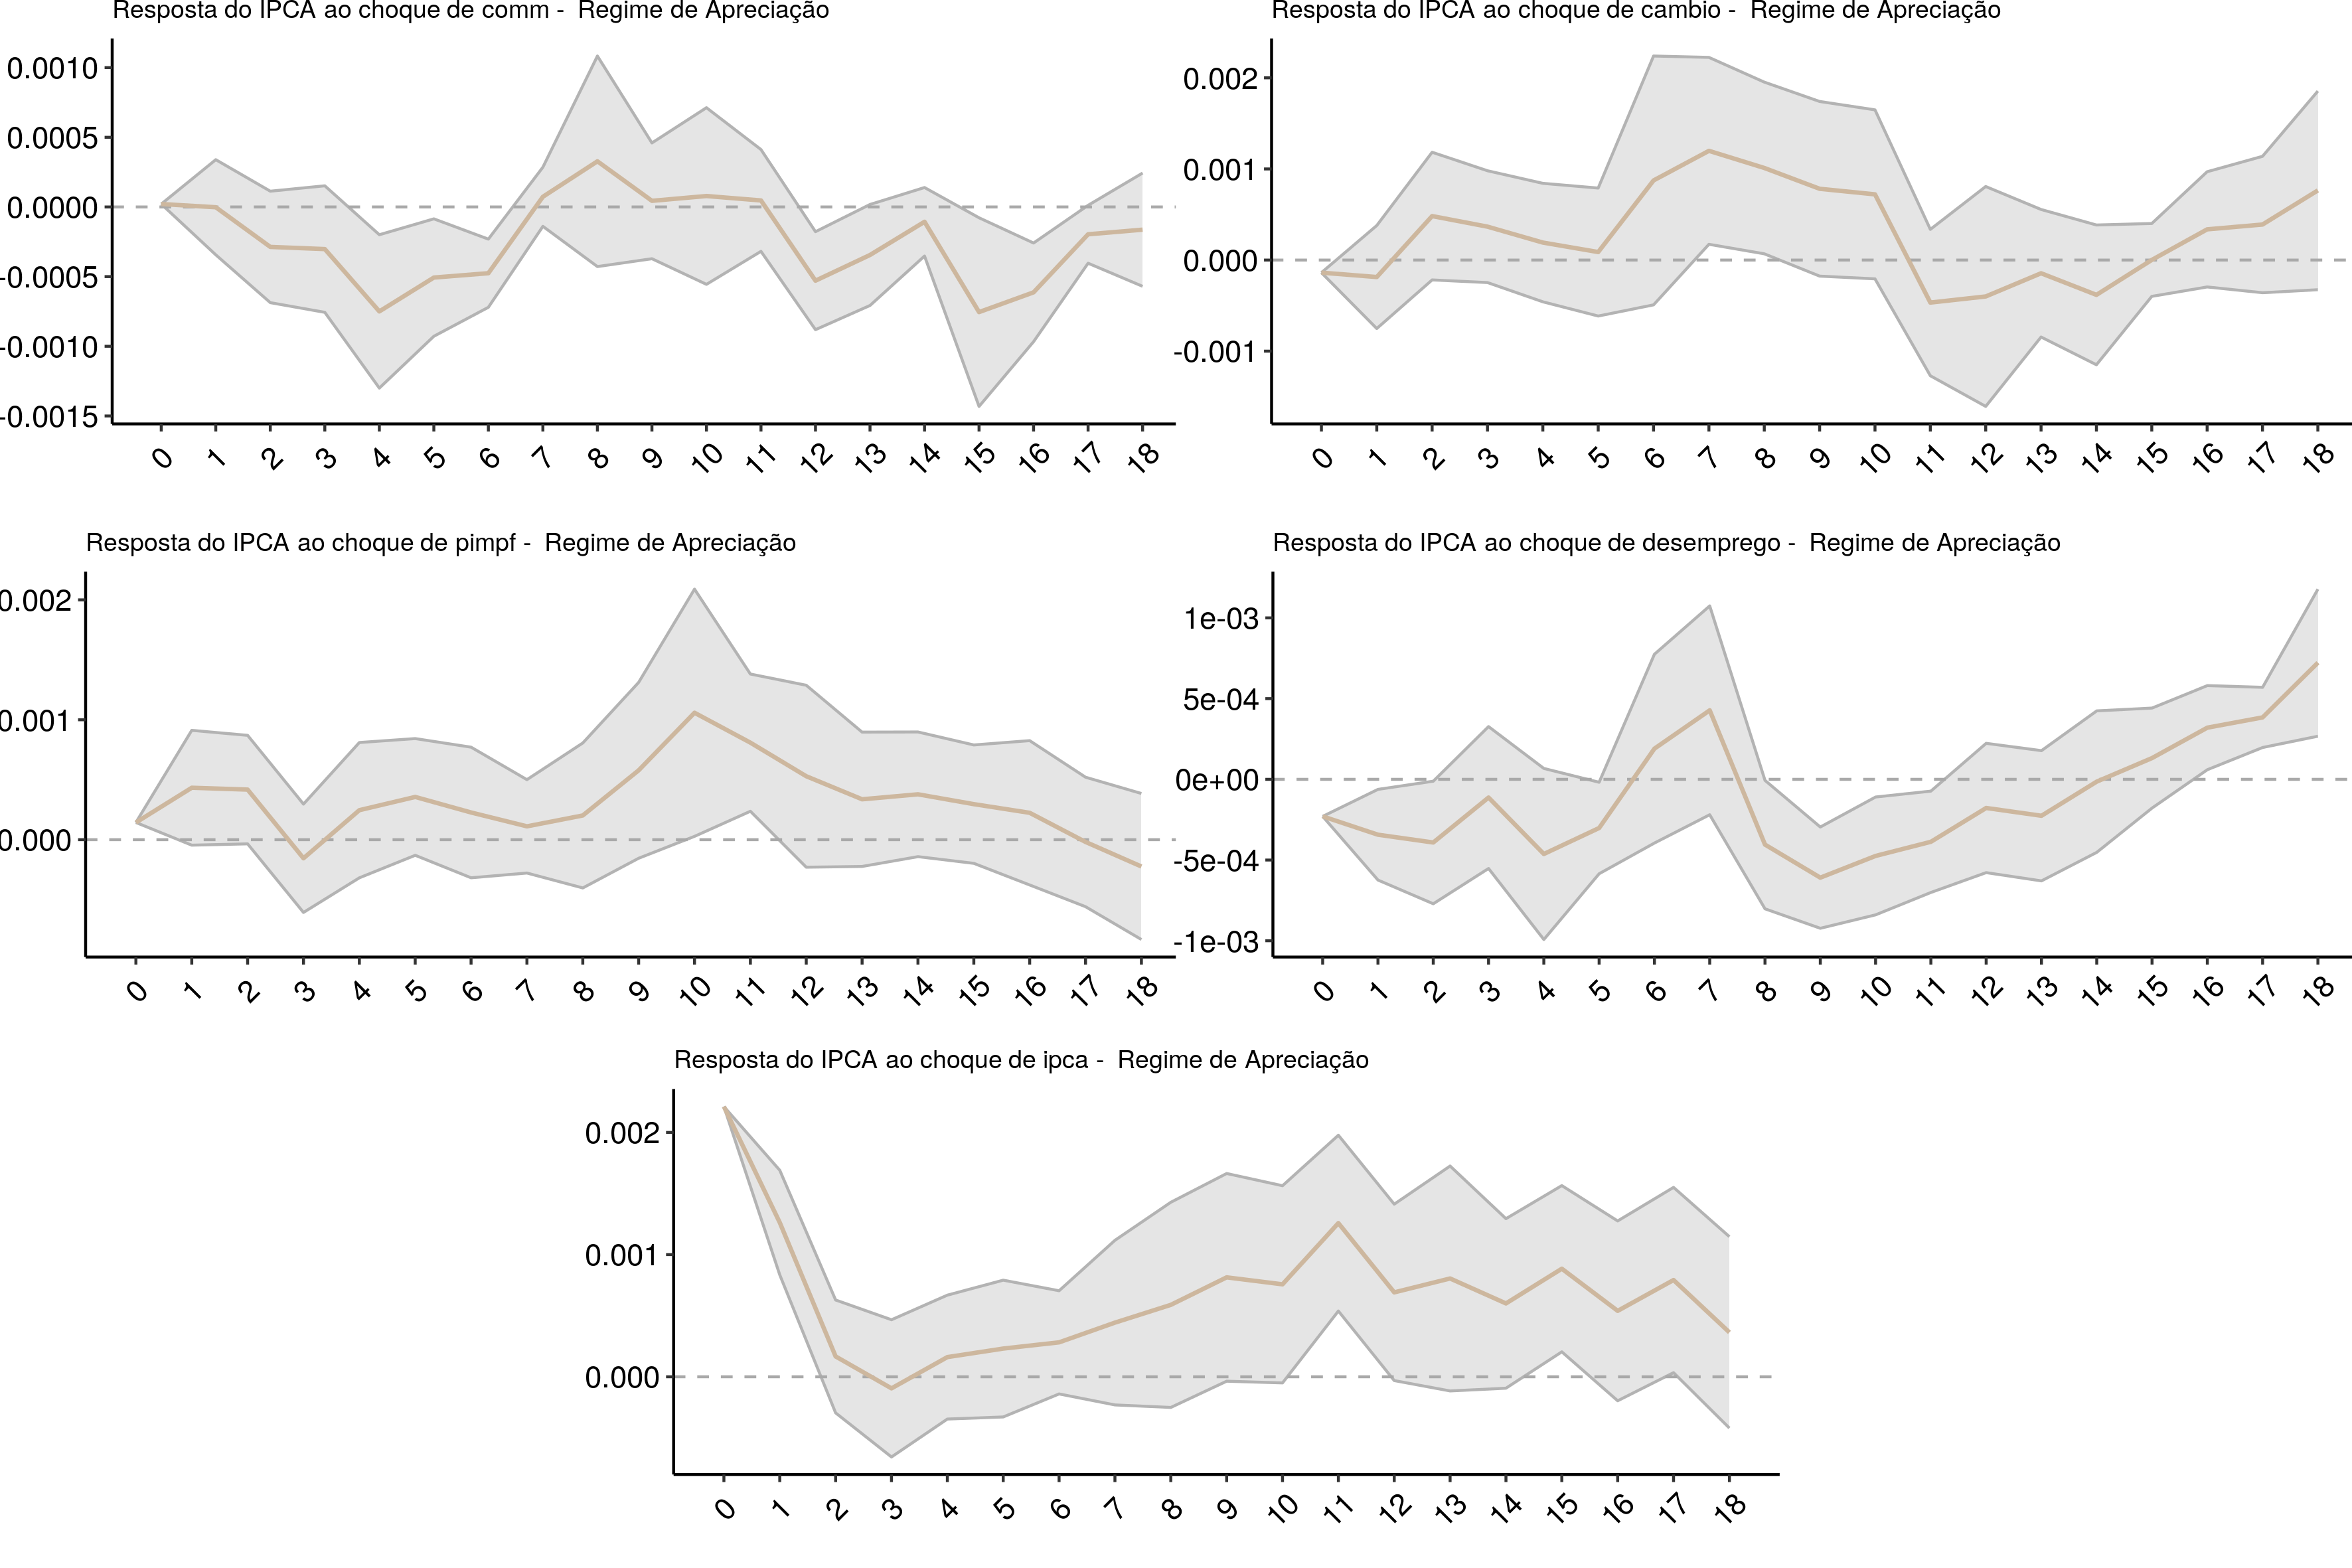 Resposta do IPCA ao choque de comm - Regime de Apreciação
0.0010
0.0005
0.0000
-0.0005
-0.0010
-0.0015
0 1 2 3 4 5 6 7 8 9 10 11 12 13 14 15 16 17 18
Resposta do IPCA ao choque de cambio - Regime de Apreciação
0.002
0.001
0.000
-0.001
0 1 2 3 4 5 6 7 8 9 10 11 12 13 14 15 16 17 18
Resposta do IPCA ao choque de pimpf - Regime de Apreciação
0.002
0.001
0.000
0 1 2 3 4 5 6 7 8 9 10 11 12 13 14 15 16 17 18
Resposta do IPCA ao choque de desemprego - Regime de Apreciação
1e-03
5e-04
0e+00
-5e-04
-1e-03
0 1 2 3 4 5 6 7 8 9 10 11 12 13 14 15 16 17 18
Resposta do IPCA ao choque de ipca - Regime de Apreciação
0.002
0.001
0.000
0 1 2 3 4 5 6 7 8 9 10 11 12 13 14 15 16 17 18